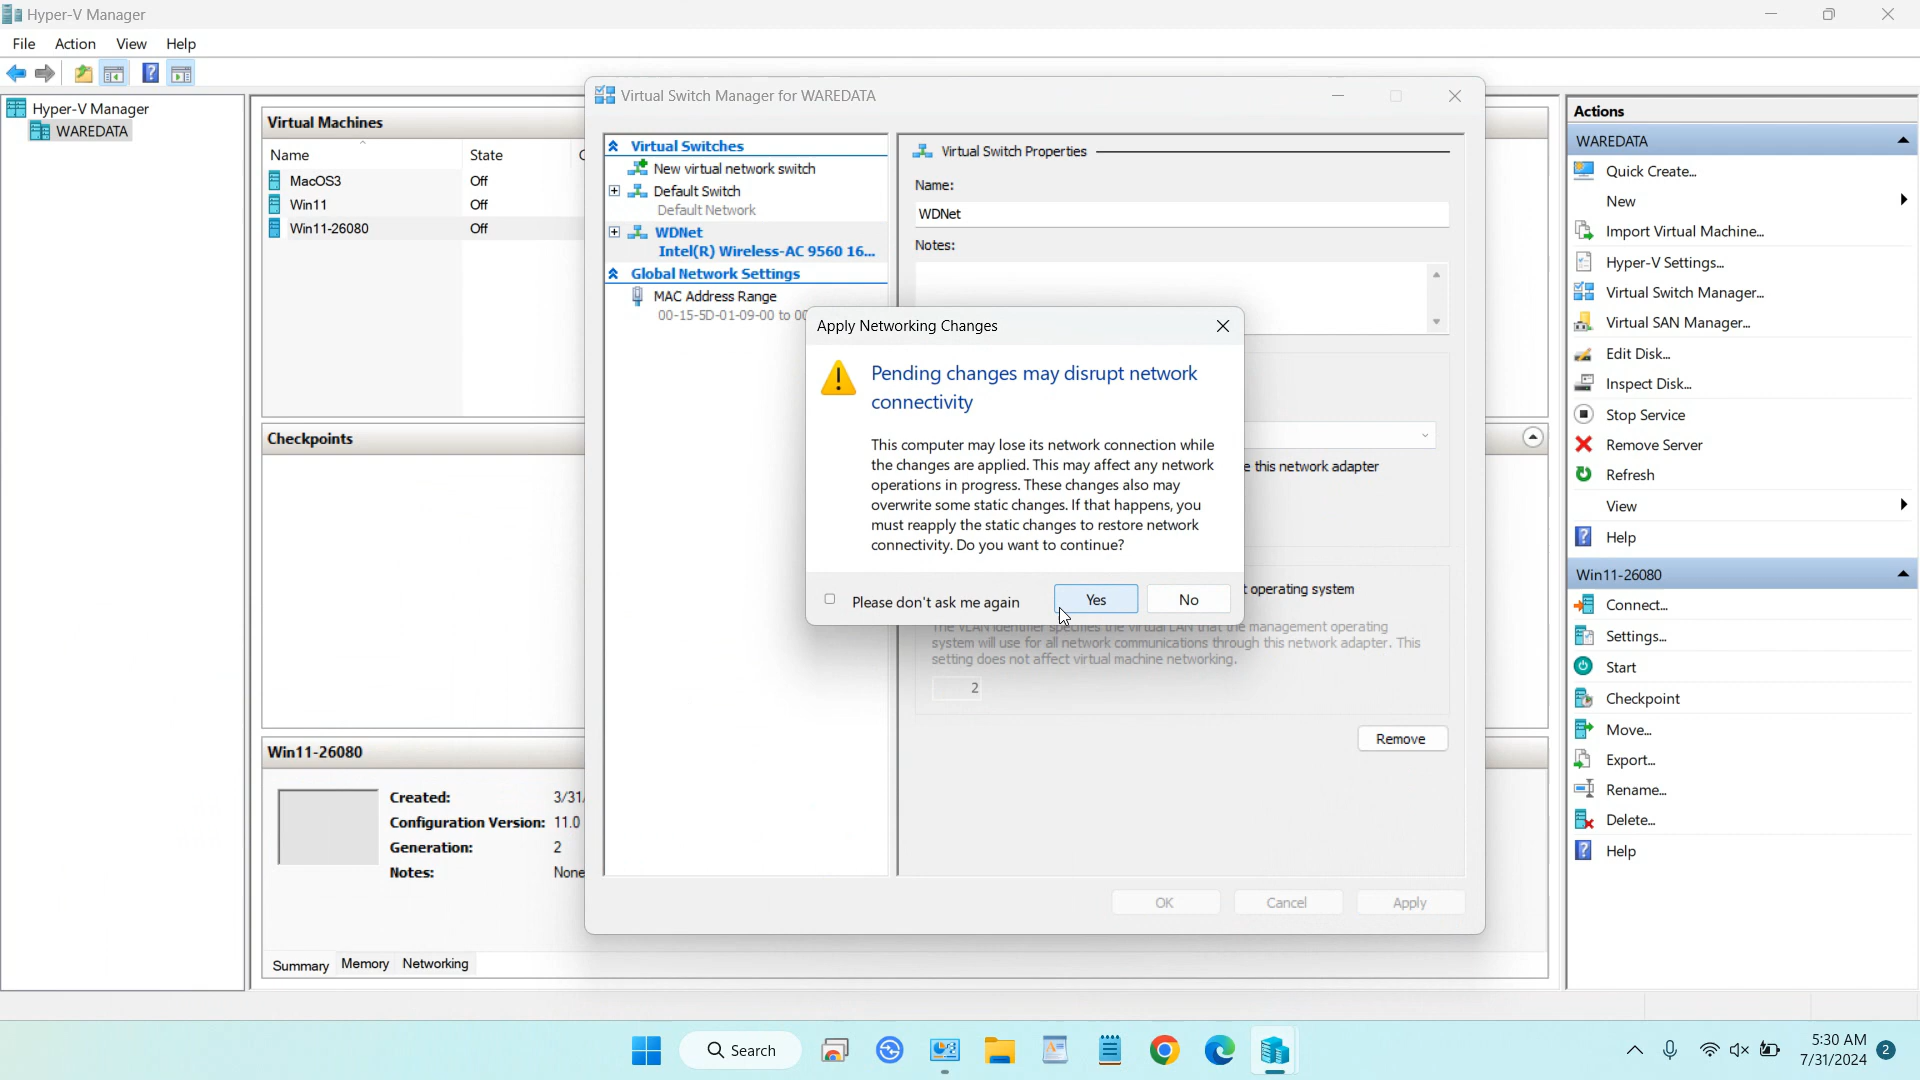 Hyper-V Manager
File Action View Help
Hyper-V Manager
WAREDATA
Virtual Machines
Name State
MacOS3 Off
Win11 Off
Win11-26080 Off
Checkpoints
Win11-26080
Created: 3/31/
Configuration Version: 11.0
Generation: 2
Notes: None
Summary Memory Networking
Virtual Switch Manager for WAREDATA
Virtual Switches
New virtual network switch
Default Switch
Default Network
WDNet
Intel(R) Wireless-AC 9560 16...
Global Network Settings
MAC Address Range
00-15-5D-01-09-00 to
Virtual Switch Properties
Name:
WDNet
Notes:
this network adapter
operating system
The VLAN identifier specifies the virtual LAN that the management operating
system will use for all network communications through this network adapter. This
setting does not affect virtual machine networking.
2
Remove
OK Cancel Apply
Apply Networking Changes
Pending changes may disrupt network
connectivity
This computer may lose its network connection while
the changes are applied. This may affect any network
operations in progress. These changes also may
overwrite some static changes. If that happens, you
must reapply the static changes to restore network
connectivity. Do you want to continue?
Please don't ask me again
Yes No
Actions
WAREDATA
Quick Create...
New
Import Virtual Machine...
Hyper-V Settings...
Virtual Switch Manager...
Virtual SAN Manager...
Edit Disk...
Inspect Disk...
Stop Service
Remove Server
Refresh
View
Help
Win11-26080
Connect...
Settings...
Start
Checkpoint
Move...
Export...
Rename...
Delete...
Help
Search
5:30 AM
7/31/2024
2